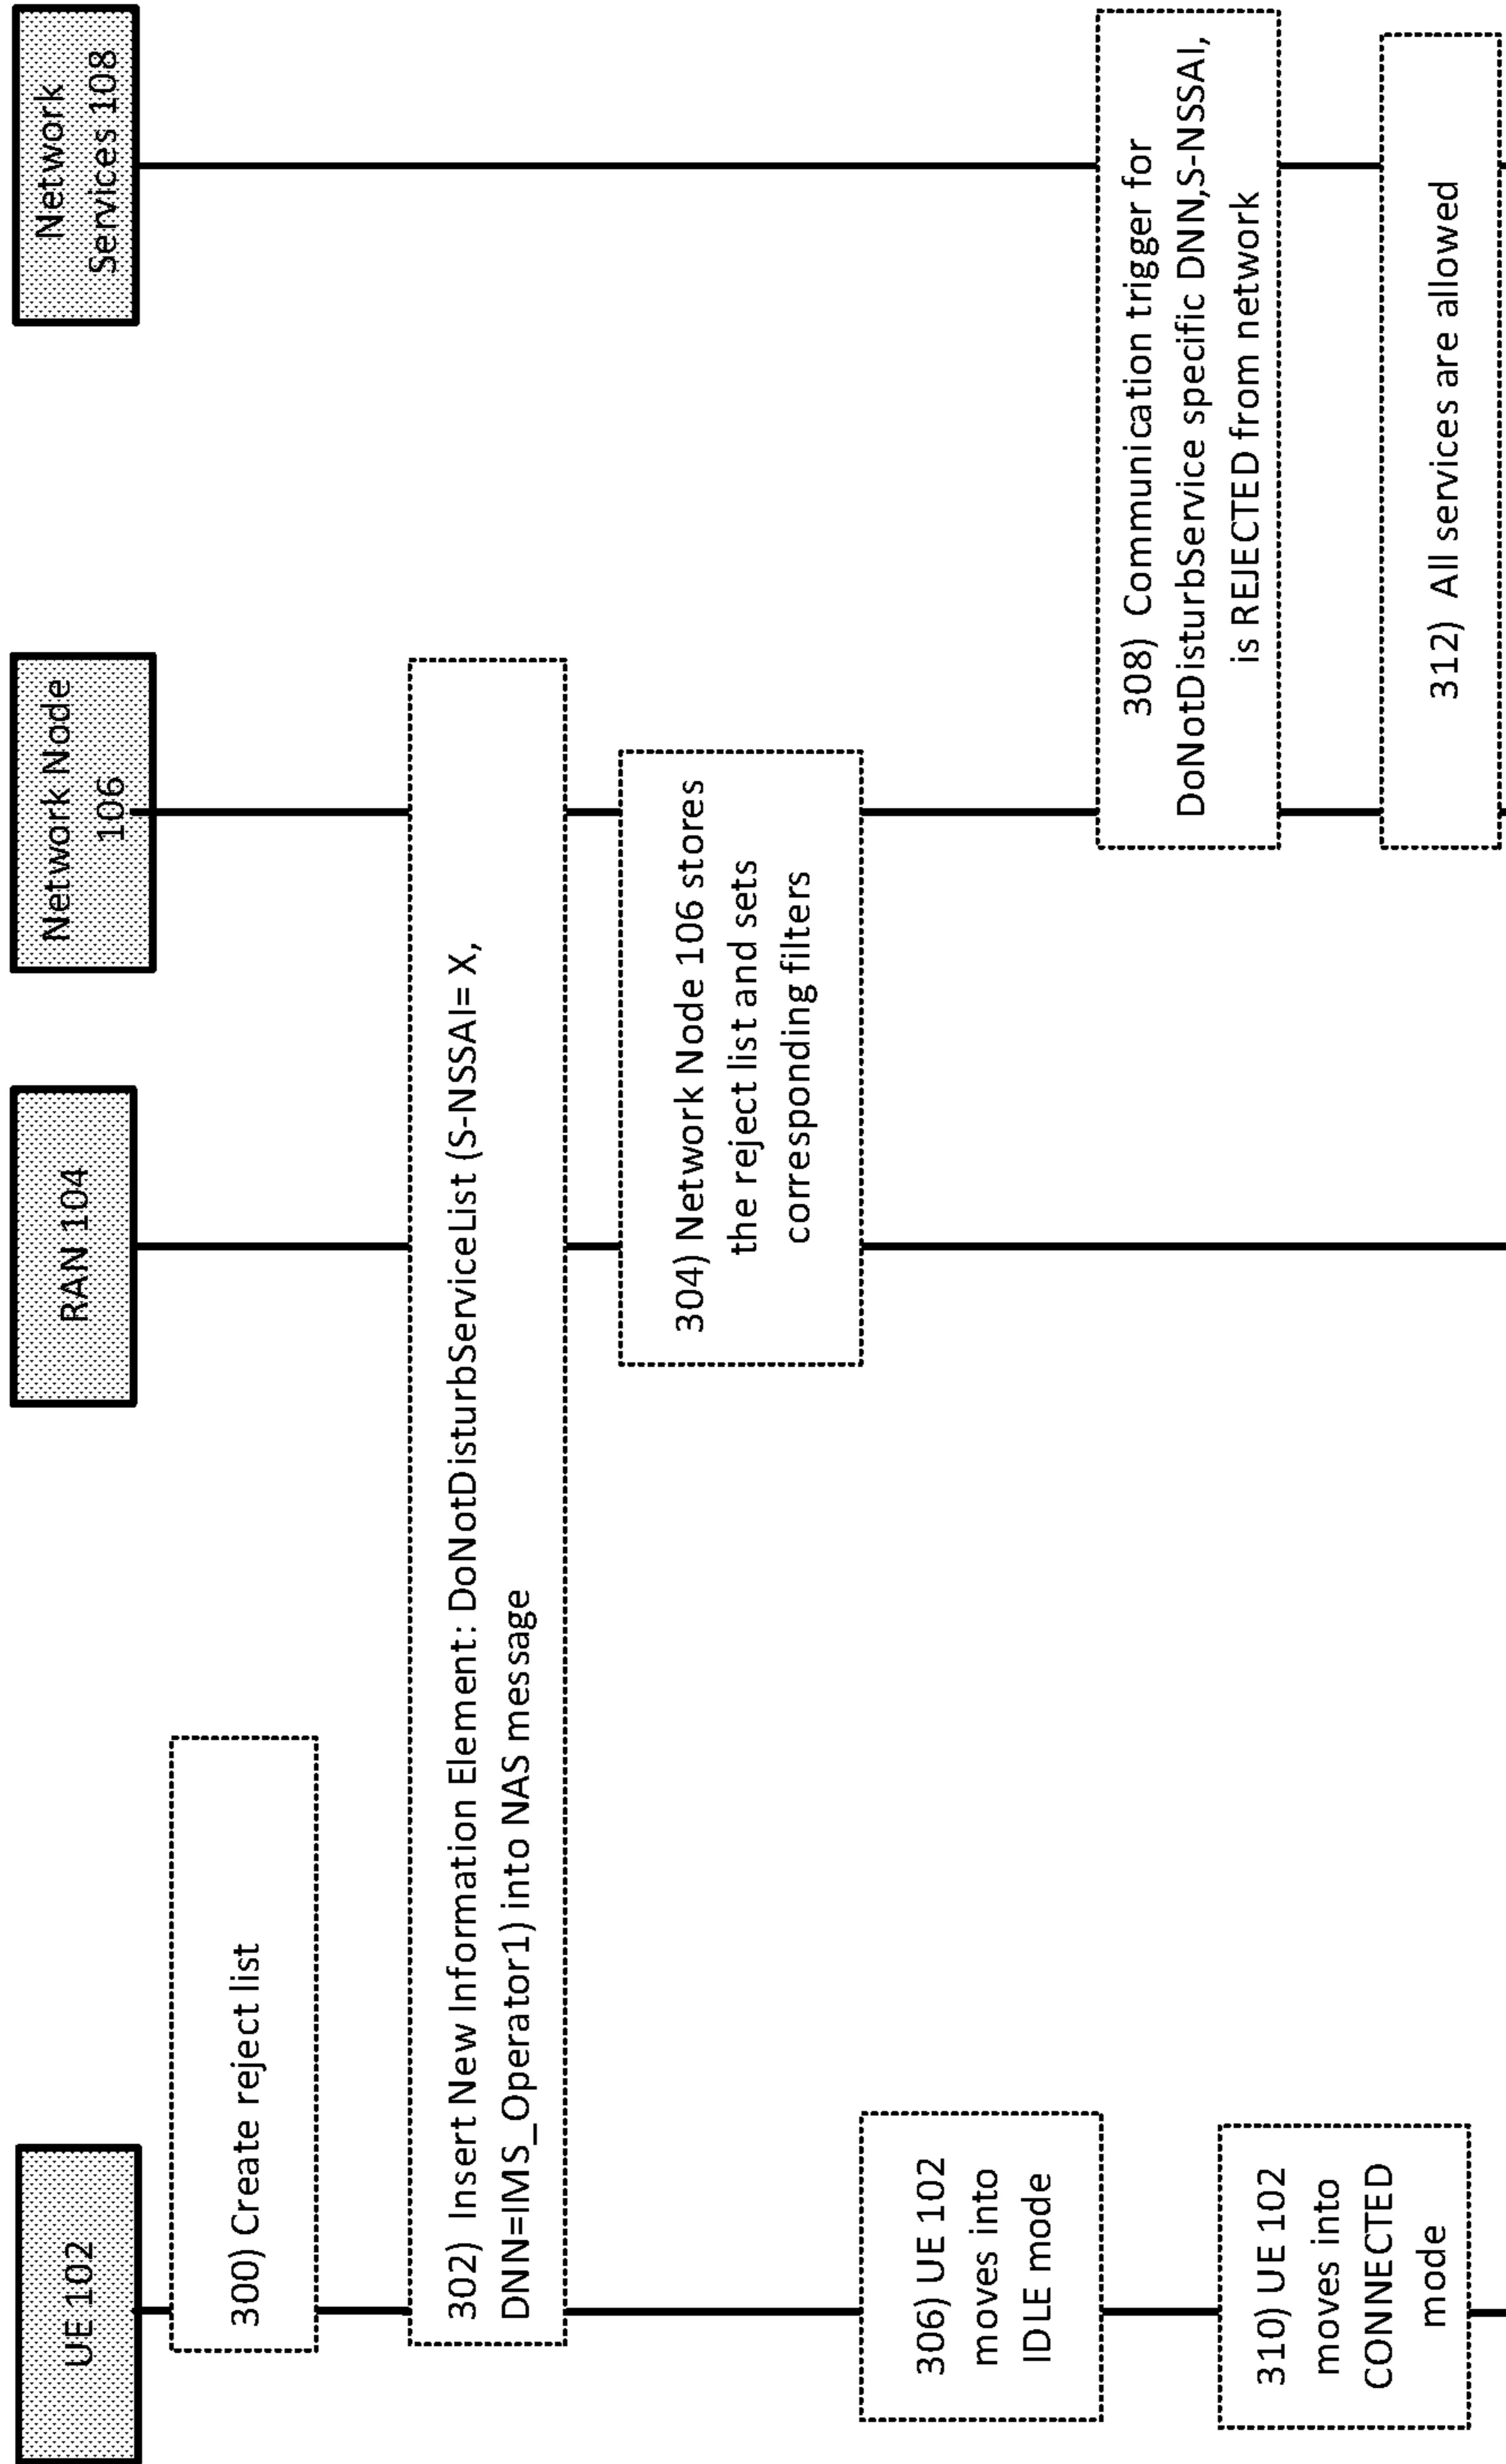 UE 102
RAN 104
Network Node
106
Network
Services 108
300) Create reject list
302) Insert New Information Element: DoNotDisturbServiceList (S-NSSAI= X,
DNN=IMS_Operator1) into NAS message
304) Network Node 106 stores
the reject list and sets
corresponding filters
306) UE 102
moves into
IDLE mode
308) Communication trigger for
DoNotDisturbService specific DNN,S-NSSAI,
is REJECTED from network
310) UE 102
moves into
CONNECTED
mode
312) All services are allowed